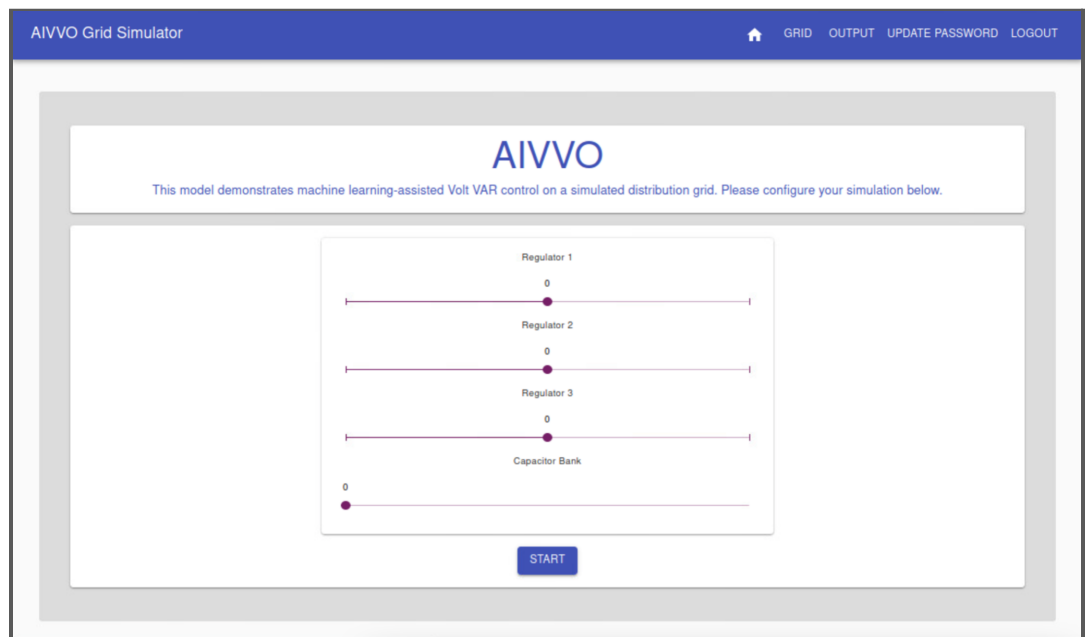 AIVVO Grid Simulator
GRID OUTPUT UPDATE PASSWORD LOGOUT
AIVVO
This model demonstrates machine learning-assisted Volt VAR control on a simulated distribution grid. Please configure your simulation below.
Regulator 1
0
Regulator 2
0
Regulator 3
0
Capacitor Bank
0
START